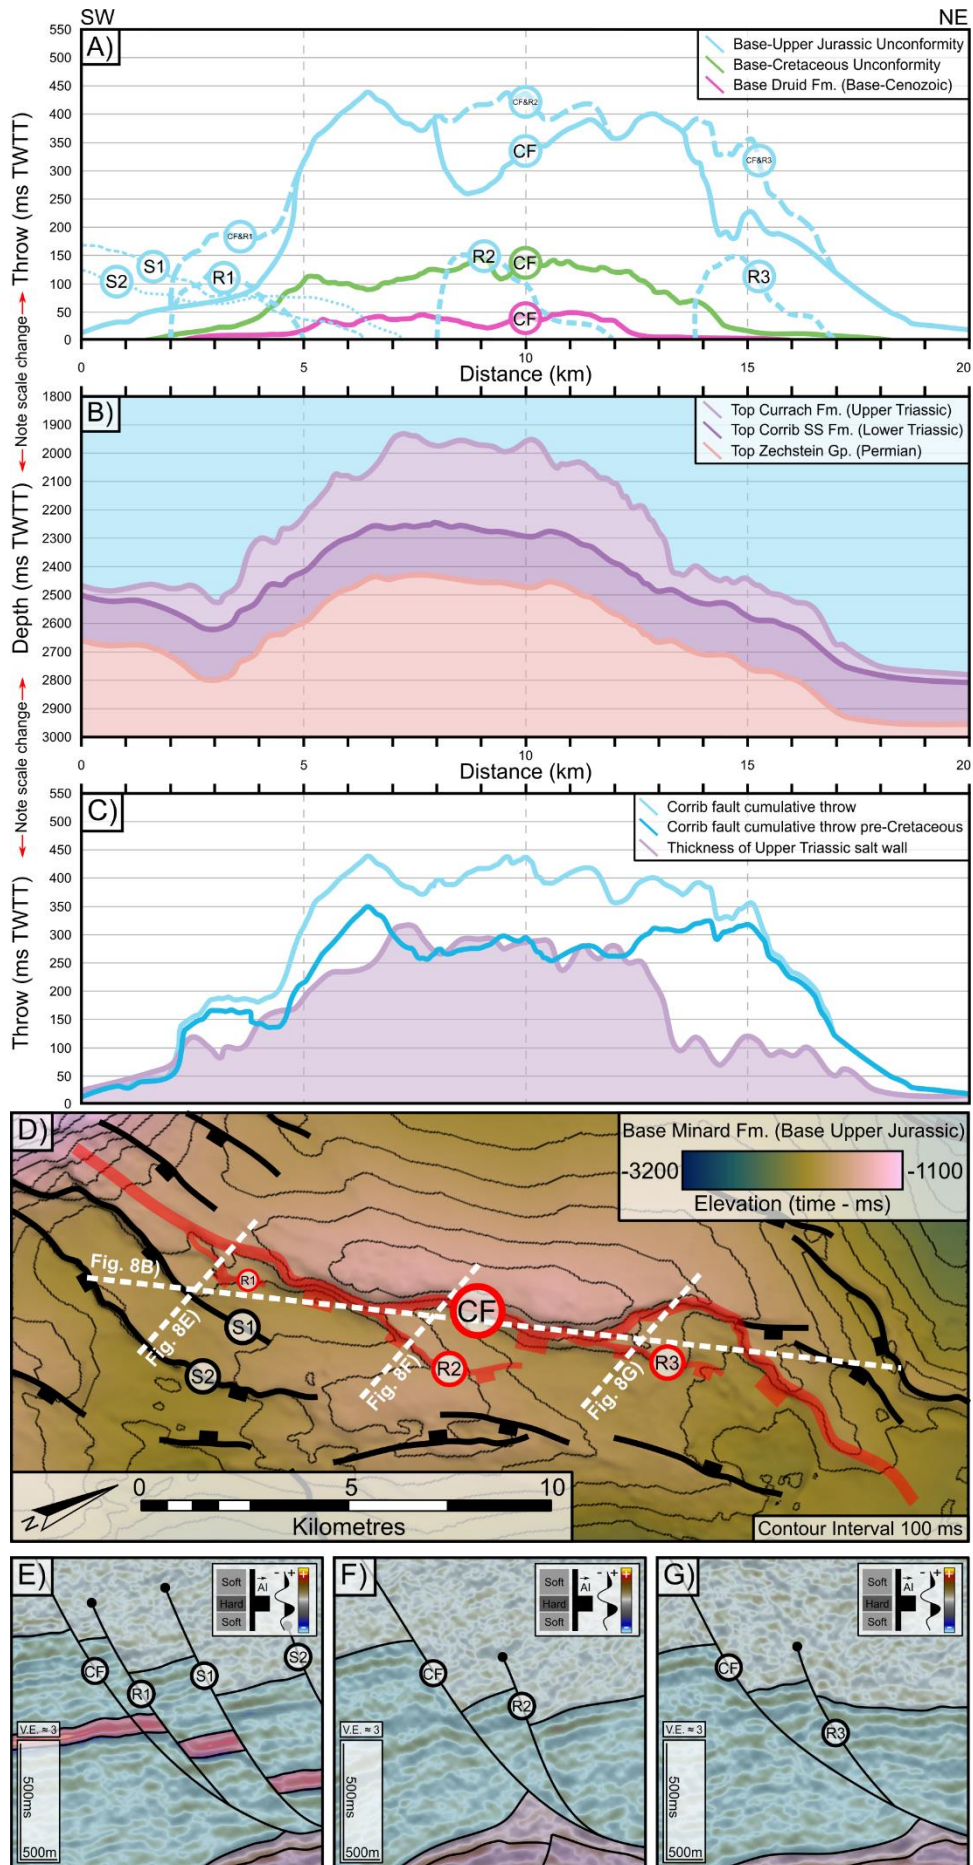 SW NE
A)
Base-Upper Jurassic Unconformity
Base-Cretaceous Unconformity
Base Druid Fm. (Base-Cenozoic)
550
500
450
400
350
300
250
200
150
100
50
0
Throw (ms TWTT)
CF&R2
CF
CF&R3
CF&R1
S1
S2
R1
R2
CF
R3
CF
0 5 10 15 20
Distance (km)
Note scale change
B)
Top Currach Fm. (Upper Triassic)
Top Corrib SS Fm. (Lower Triassic)
Top Zechstein Gp. (Permian)
1800
1900
2000
2100
2200
2300
2400
2500
2600
2700
2800
2900
3000
Depth (ms TWTT)
0 5 10 15 20
Distance (km)
Note scale change
C)
Corrib fault cumulative throw
Corrib fault cumulative throw pre-Cretaceous
Thickness of Upper Triassic salt wall
550
500
450
400
350
300
250
200
150
100
50
0
Throw (ms TWTT)
D)
Base Minard Fm. (Base Upper Jurassic)
-3200 -1100
Elevation (time - ms)
Fig. 8B)
Fig. 8E)
Fig. 8F)
Fig. 8G)
R1
S1
S2
CF
R2
R3
N
0 5 10
Kilometres
Contour Interval 100 ms
E)
Soft
Hard
Soft
AI
- +
+
-
CF
R1
S1
S2
V.E. ≈ 3
500ms
500m
F)
Soft
Hard
Soft
AI
- +
+
-
CF
R2
V.E. ≈ 3
500ms
500m
G)
Soft
Hard
Soft
AI
- +
+
-
CF
R3
V.E. ≈ 3
500ms
500m